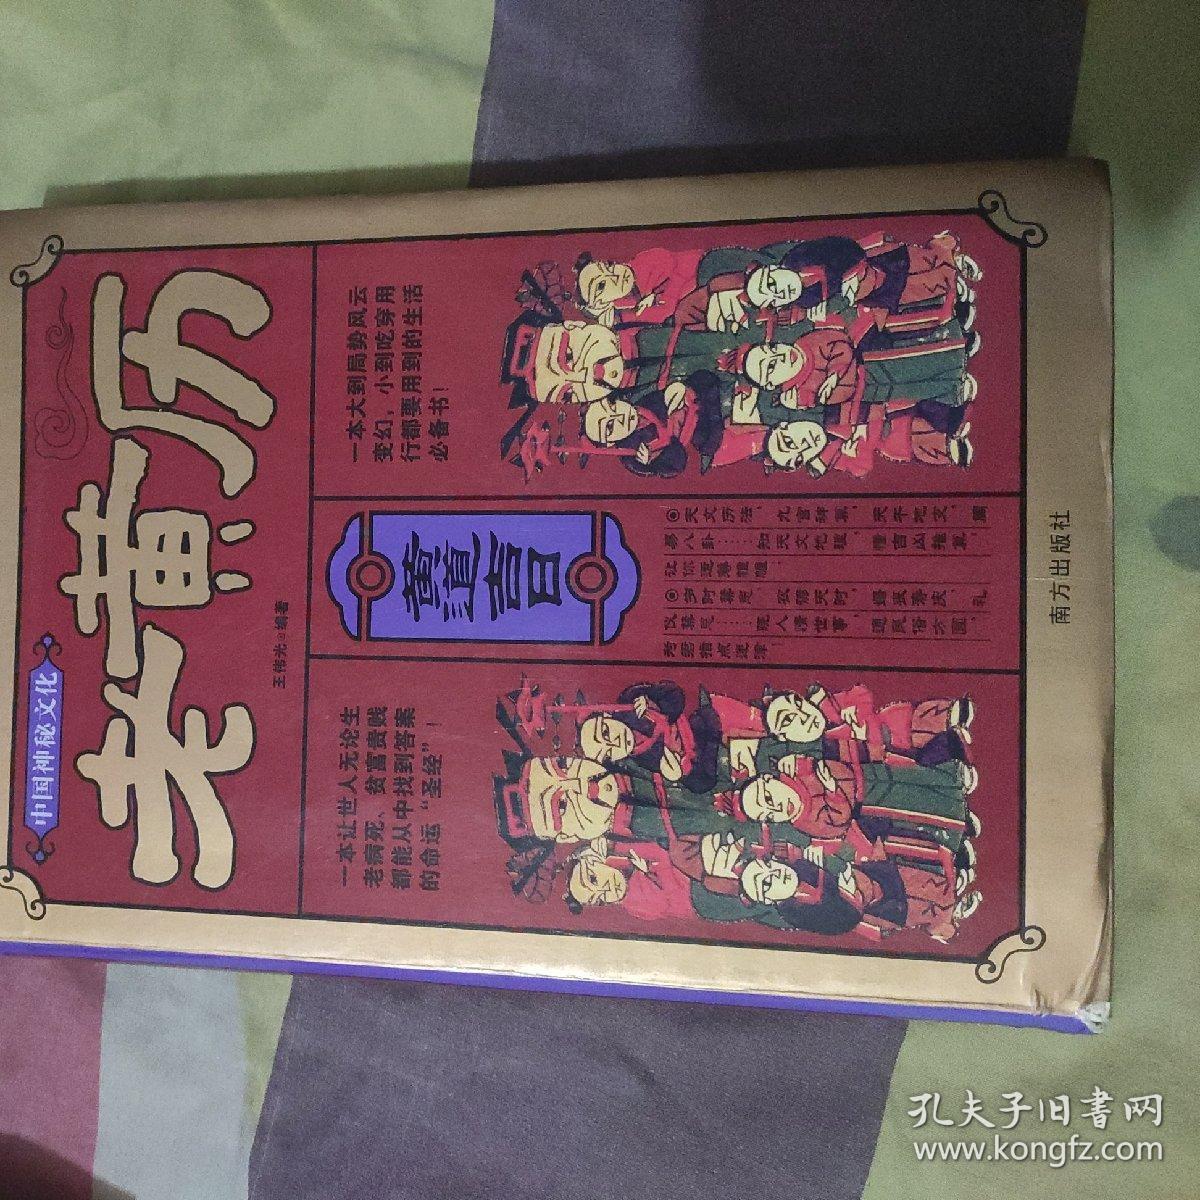 中国神秘文化
老黄历
王伟光◎编著
一本让世人无论生
老病死、贫富贵贱
都能从中找到答案
的命运“圣经”！
一本大到局势风云
变幻，小到吃穿用
行都要用到的生活
必备书！
黄道吉日
南方出版社
孔夫子旧书网
www.kongfz.com